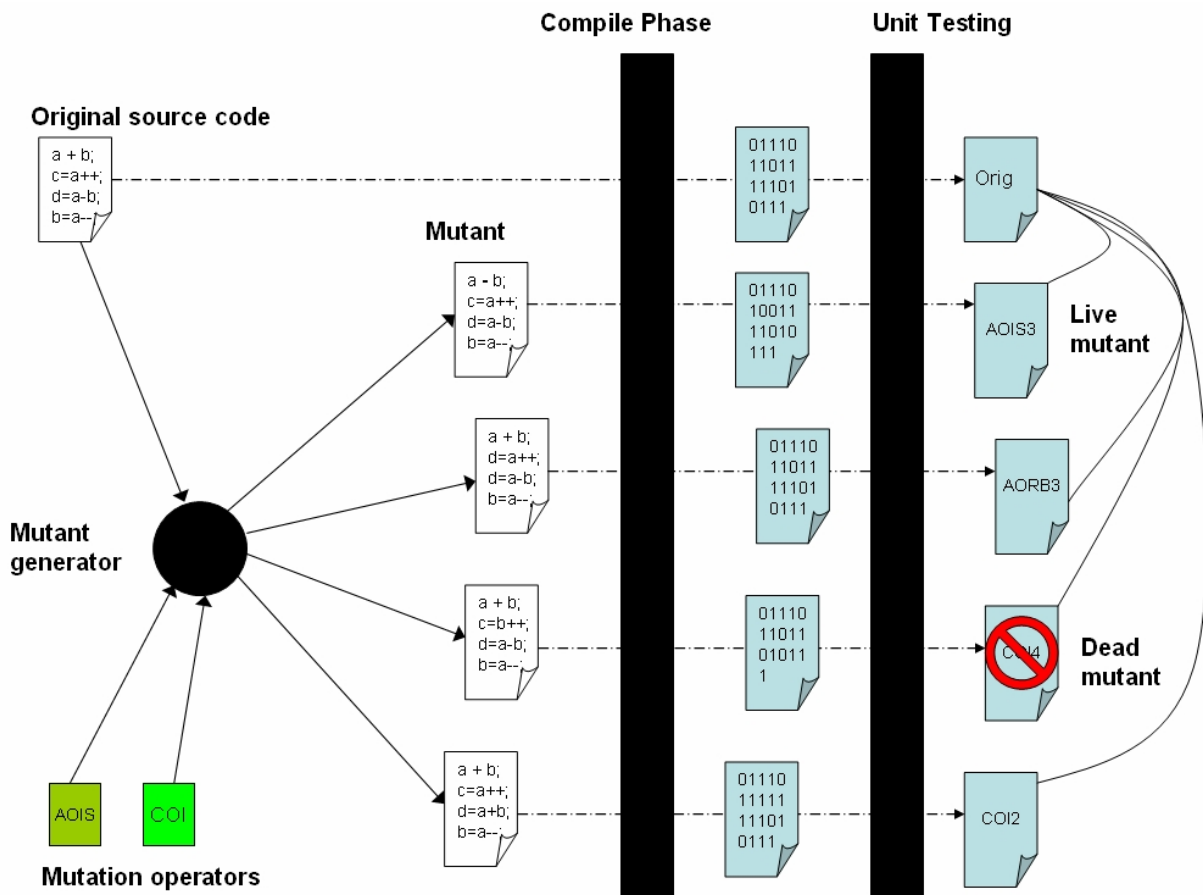 Compile Phase
Unit Testing
Original source code
a + b;
c=a++;
d=a-b;
b=a--;
01110
11011
11101
0111
Orig
Mutant
a - b;
c=a++;
d=a-b;
b=a--;
01110
10011
11010
111
AOIS3
Live
mutant
a + b;
d=a++;
d=a-b;
b=a--;
01110
11011
11101
0111
AORB3
Mutant
generator
a + b;
c=b++;
d=a-b;
b=a--;
01110
11011
01011
1
COI4
Dead
mutant
a + b;
c=a++;
d=a+b;
b=a--;
01110
11111
11101
0111
COI2
AOIS
COI
Mutation operators